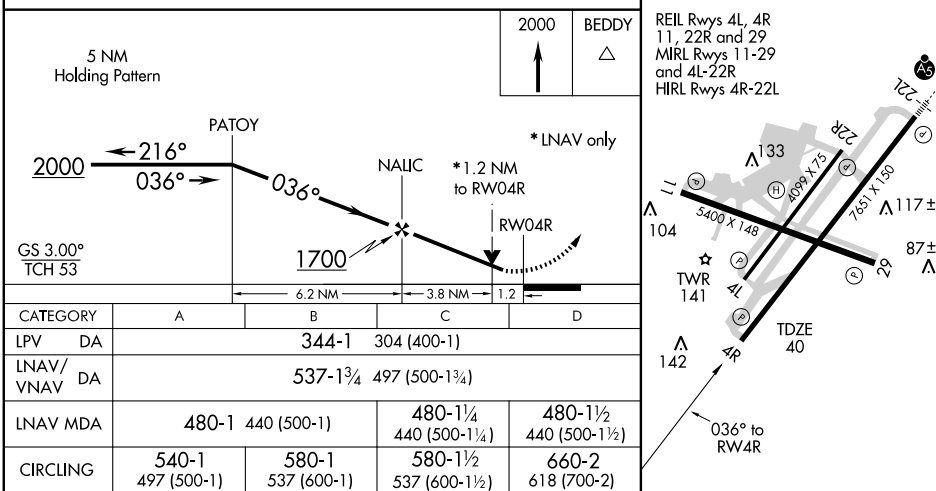 5 NM
Holding Pattern
2000
BEDDY
PATOY
216°
2000
036°
036°
GS 3.00°
TCH 53
NALIC
1700
* LNAV only
*1.2 NM
to RW04R
RW04R
6.2 NM
3.8 NM
1.2
CATEGORY A B C D
LPV DA 344-1 304 (400-1)
LNAV/
VNAV DA 537-1¾ 497 (500-1¾)
LNAV MDA 480-1 440 (500-1) 480-1¼ 480-1½
440 (500-1¼) 440 (500-1½)
CIRCLING 540-1 580-1 580-1½ 660-2
497 (500-1) 537 (600-1) 537 (600-1½) 618 (700-2)
REIL Rwys 4L, 4R
11, 22R and 29
MIRL Rwys 11-29
and 4L-22R
HIRL Rwys 4R-22L
A5
22L
P
22R
133
P
H
4099 X 75
7651 X 150
11
P
5400 X 148
104
117 ±
87 ±
TWR
141
P
4L
P
29
P
142
4R
TDZE
40
036° to
RW4R